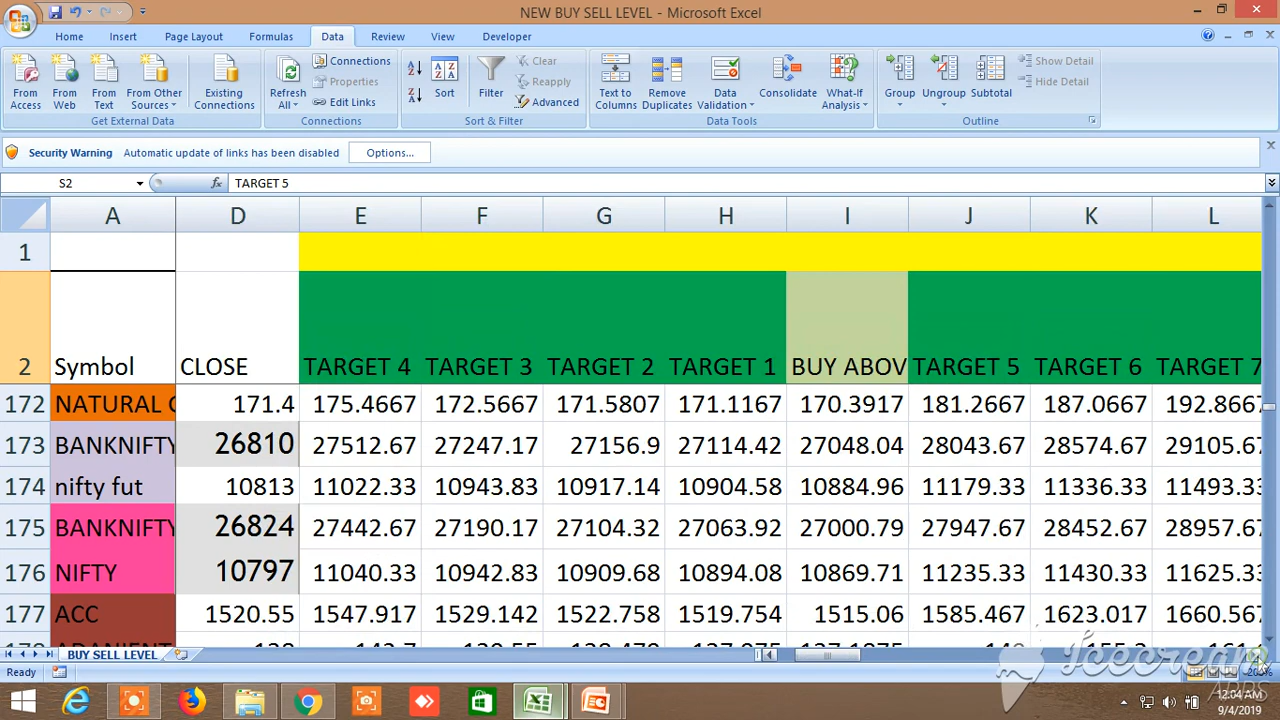 NEW BUY SELL LEVEL - Microsoft Excel
Home Insert Page Layout Formulas Data Review View Developer
From Access From Web From Text From Other Sources Existing Connections
Get External Data
Refresh All Connections Properties Edit Links
Connections
Sort Filter Clear Reapply Advanced
Sort & Filter
Text to Columns Remove Duplicates Data Validation Consolidate What-If Analysis
Data Tools
Group Ungroup Subtotal Show Detail Hide Detail
Outline
Security Warning Automatic update of links has been disabled Options...
S2 fx TARGET 5
A D E F G H I J K L
1
2 Symbol CLOSE TARGET 4 TARGET 3 TARGET 2 TARGET 1 BUY ABOV TARGET 5 TARGET 6 TARGET 7
172 NATURAL 171.4 175.4667 172.5667 171.5807 171.1167 170.3917 181.2667 187.0667 192.8667
173 BANKNIFTY 26810 27512.67 27247.17 27156.9 27114.42 27048.04 28043.67 28574.67 29105.67
174 nifty fut 10813 11022.33 10943.83 10917.14 10904.58 10884.96 11179.33 11336.33 11493.33
175 BANKNIFTY 26824 27442.67 27190.17 27104.32 27063.92 27000.79 27947.67 28452.67 28957.67
176 NIFTY 10797 11040.33 10942.83 10909.68 10894.08 10869.71 11235.33 11430.33 11625.33
177 ACC 1520.55 1547.917 1529.142 1522.758 1519.754 1515.06 1585.467 1623.017 1660.567
BUY SELL LEVEL
Ready 200%
Icecream
APPS
12:04 AM
9/4/2019